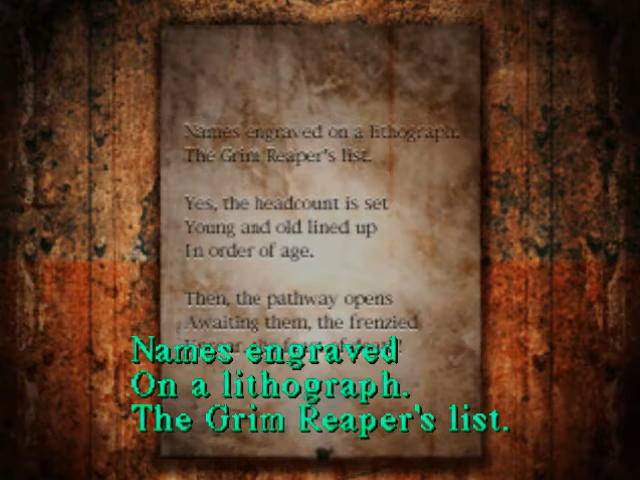 Names engraved on a lithograph.
The Grim Reaper's list.
Yes, the headcount is set
Young and old lined up
In order of age.
Then, the pathway opens
Awaiting them, the frenzied
Names engraved
On a lithograph.
The Grim Reaper's list.